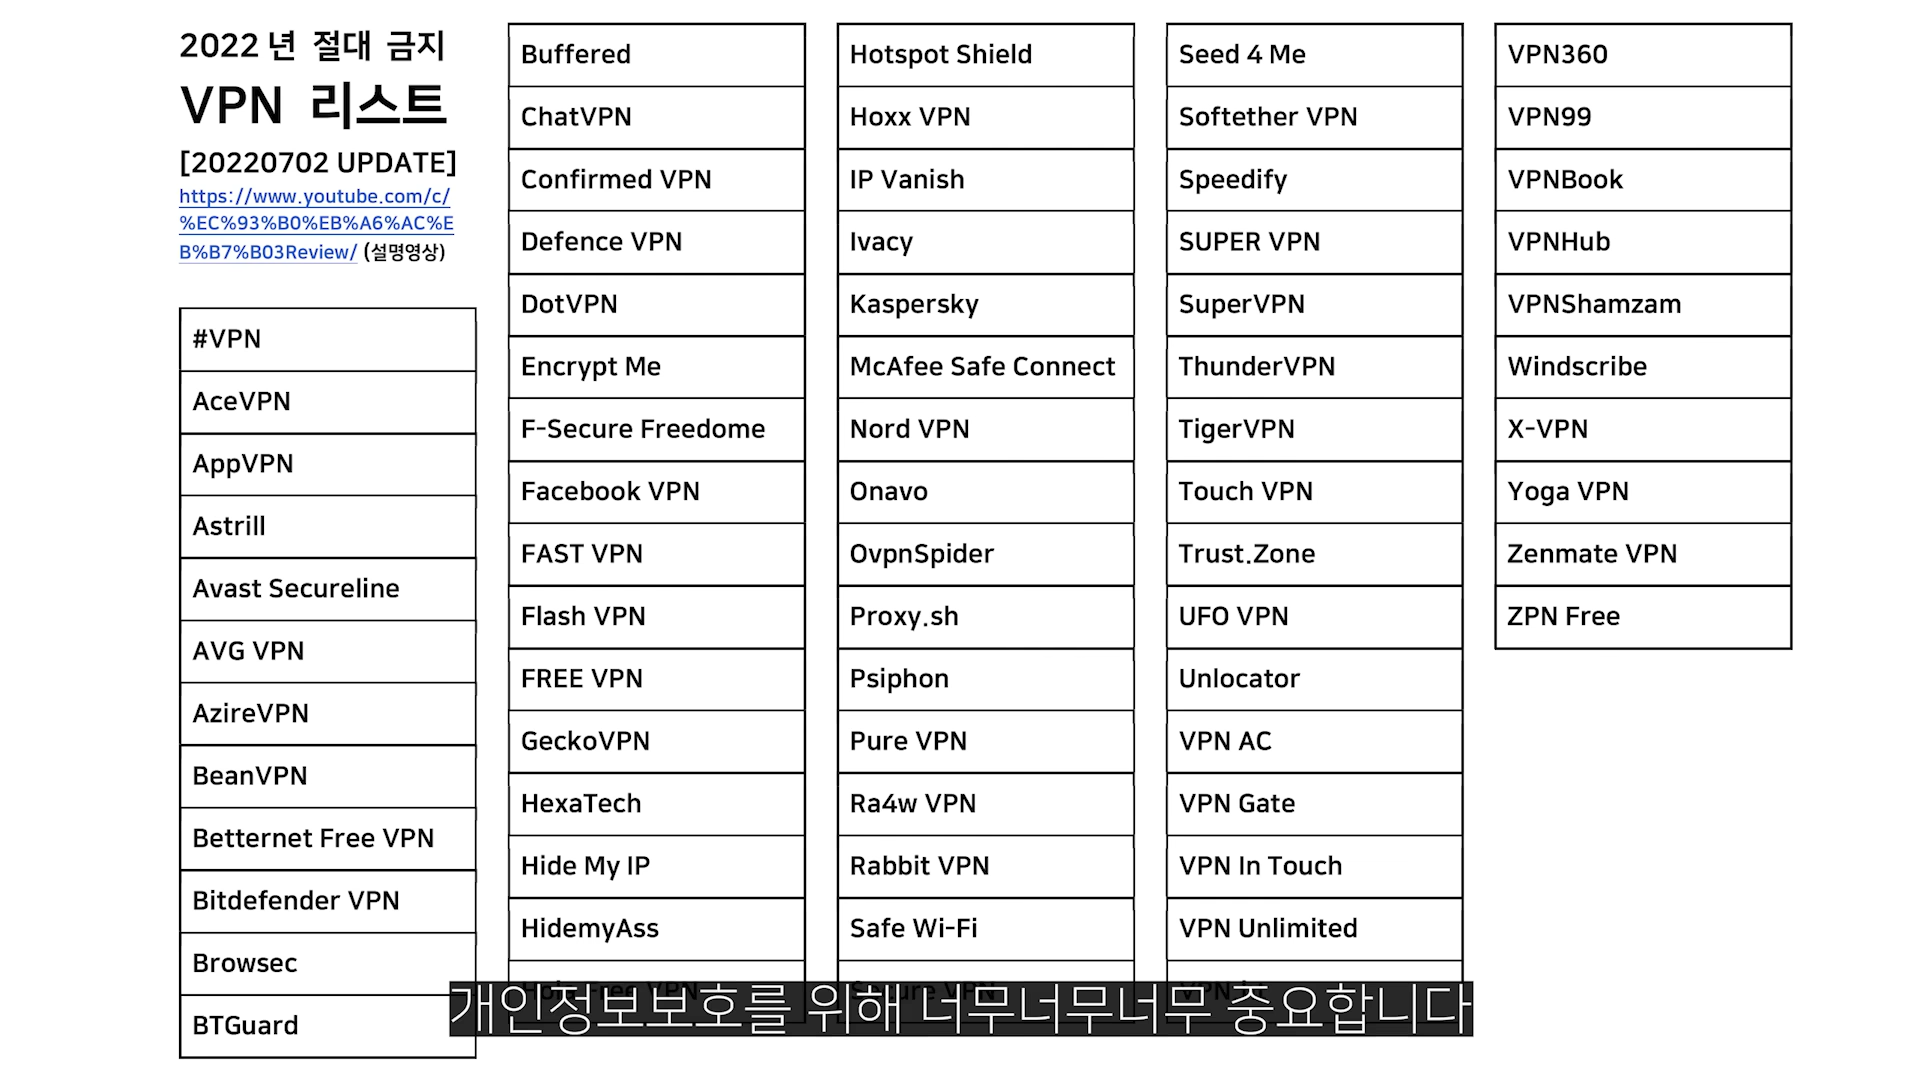 2022년 절대 금지
VPN 리스트
[20220702 UPDATE]
https://www.youtube.com/c/
%EC%93%B0%EB%A6%AC%E
B%B7%B03Review/ (설명영상)
#VPN
AceVPN
AppVPN
Astrill
Avast Secureline
AVG VPN
AzireVPN
BeanVPN
Betternet Free VPN
Bitdefender VPN
Browsec
BTGuard
Buffered
ChatVPN
Confirmed VPN
Defence VPN
DotVPN
Encrypt Me
F-Secure Freedome
Facebook VPN
FAST VPN
Flash VPN
FREE VPN
GeckoVPN
HexaTech
Hide My IP
HidemyAss
Hola Free VPN
Hotspot Shield
Hoxx VPN
IP Vanish
Ivacy
Kaspersky
McAfee Safe Connect
Nord VPN
Onavo
OvpnSpider
Proxy.sh
Psiphon
Pure VPN
Ra4w VPN
Rabbit VPN
Safe Wi-Fi
Secure VPN
Seed 4 Me
Softether VPN
Speedify
SUPER VPN
SuperVPN
ThunderVPN
TigerVPN
Touch VPN
Trust.Zone
UFO VPN
Unlocator
VPN AC
VPN Gate
VPN In Touch
VPN Unlimited
VPN360
VPN99
VPNBook
VPNHub
VPNShamzam
Windscribe
X-VPN
Yoga VPN
Zenmate VPN
ZPN Free
개인정보보호를 위해 너무너무너무 중요합니다